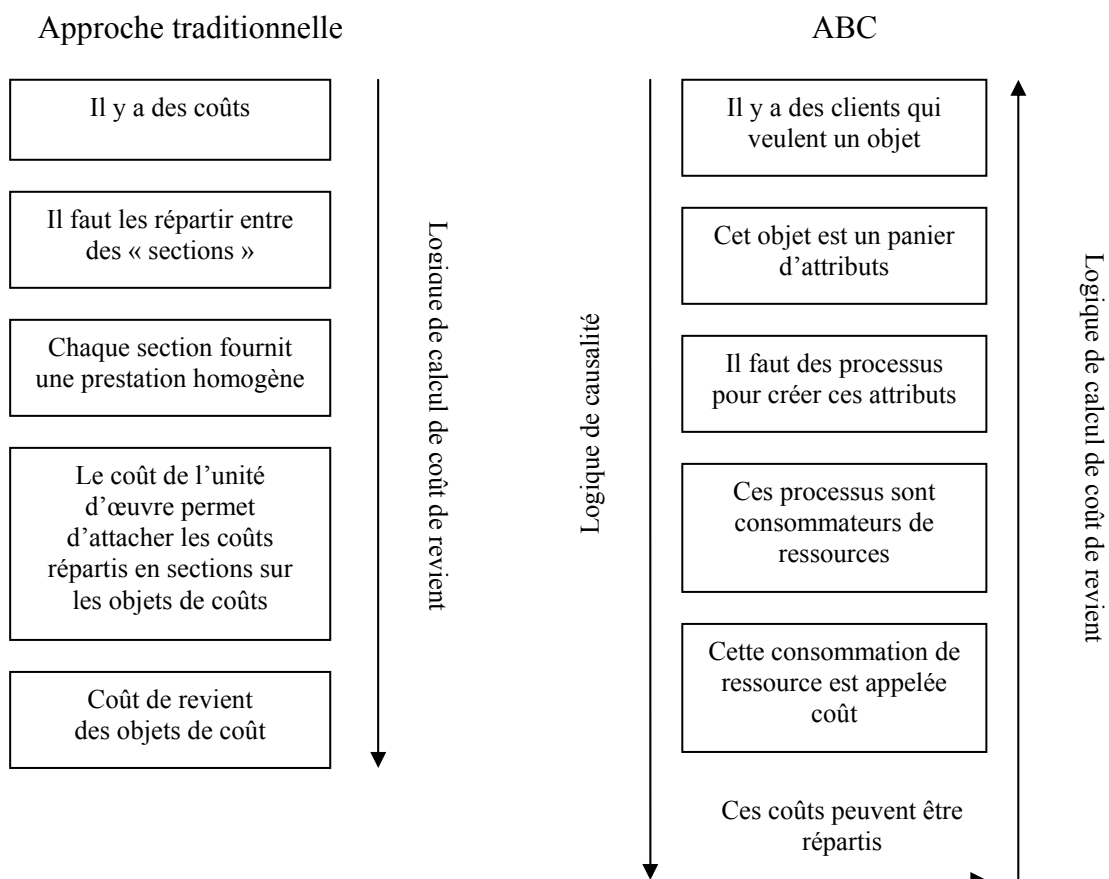 Approche traditionnelle
Il y a des coûts
Il faut les répartir entre
des « sections »
Chaque section fournit
une prestation homogène
Le coût de l’unité
d’œuvre permet
d’attacher les coûts
répartis en sections sur
les objets de coûts
Coût de revient
des objets de coût
Logique de calcul de coût de revient
ABC
Logique de causalité
Il y a des clients qui
veulent un objet
Cet objet est un panier
d’attributs
Il faut des processus
pour créer ces attributs
Ces processus sont
consommateurs de
ressources
Cette consommation de
ressource est appelée
coût
Ces coûts peuvent être
répartis
Logique de calcul de coût de revient